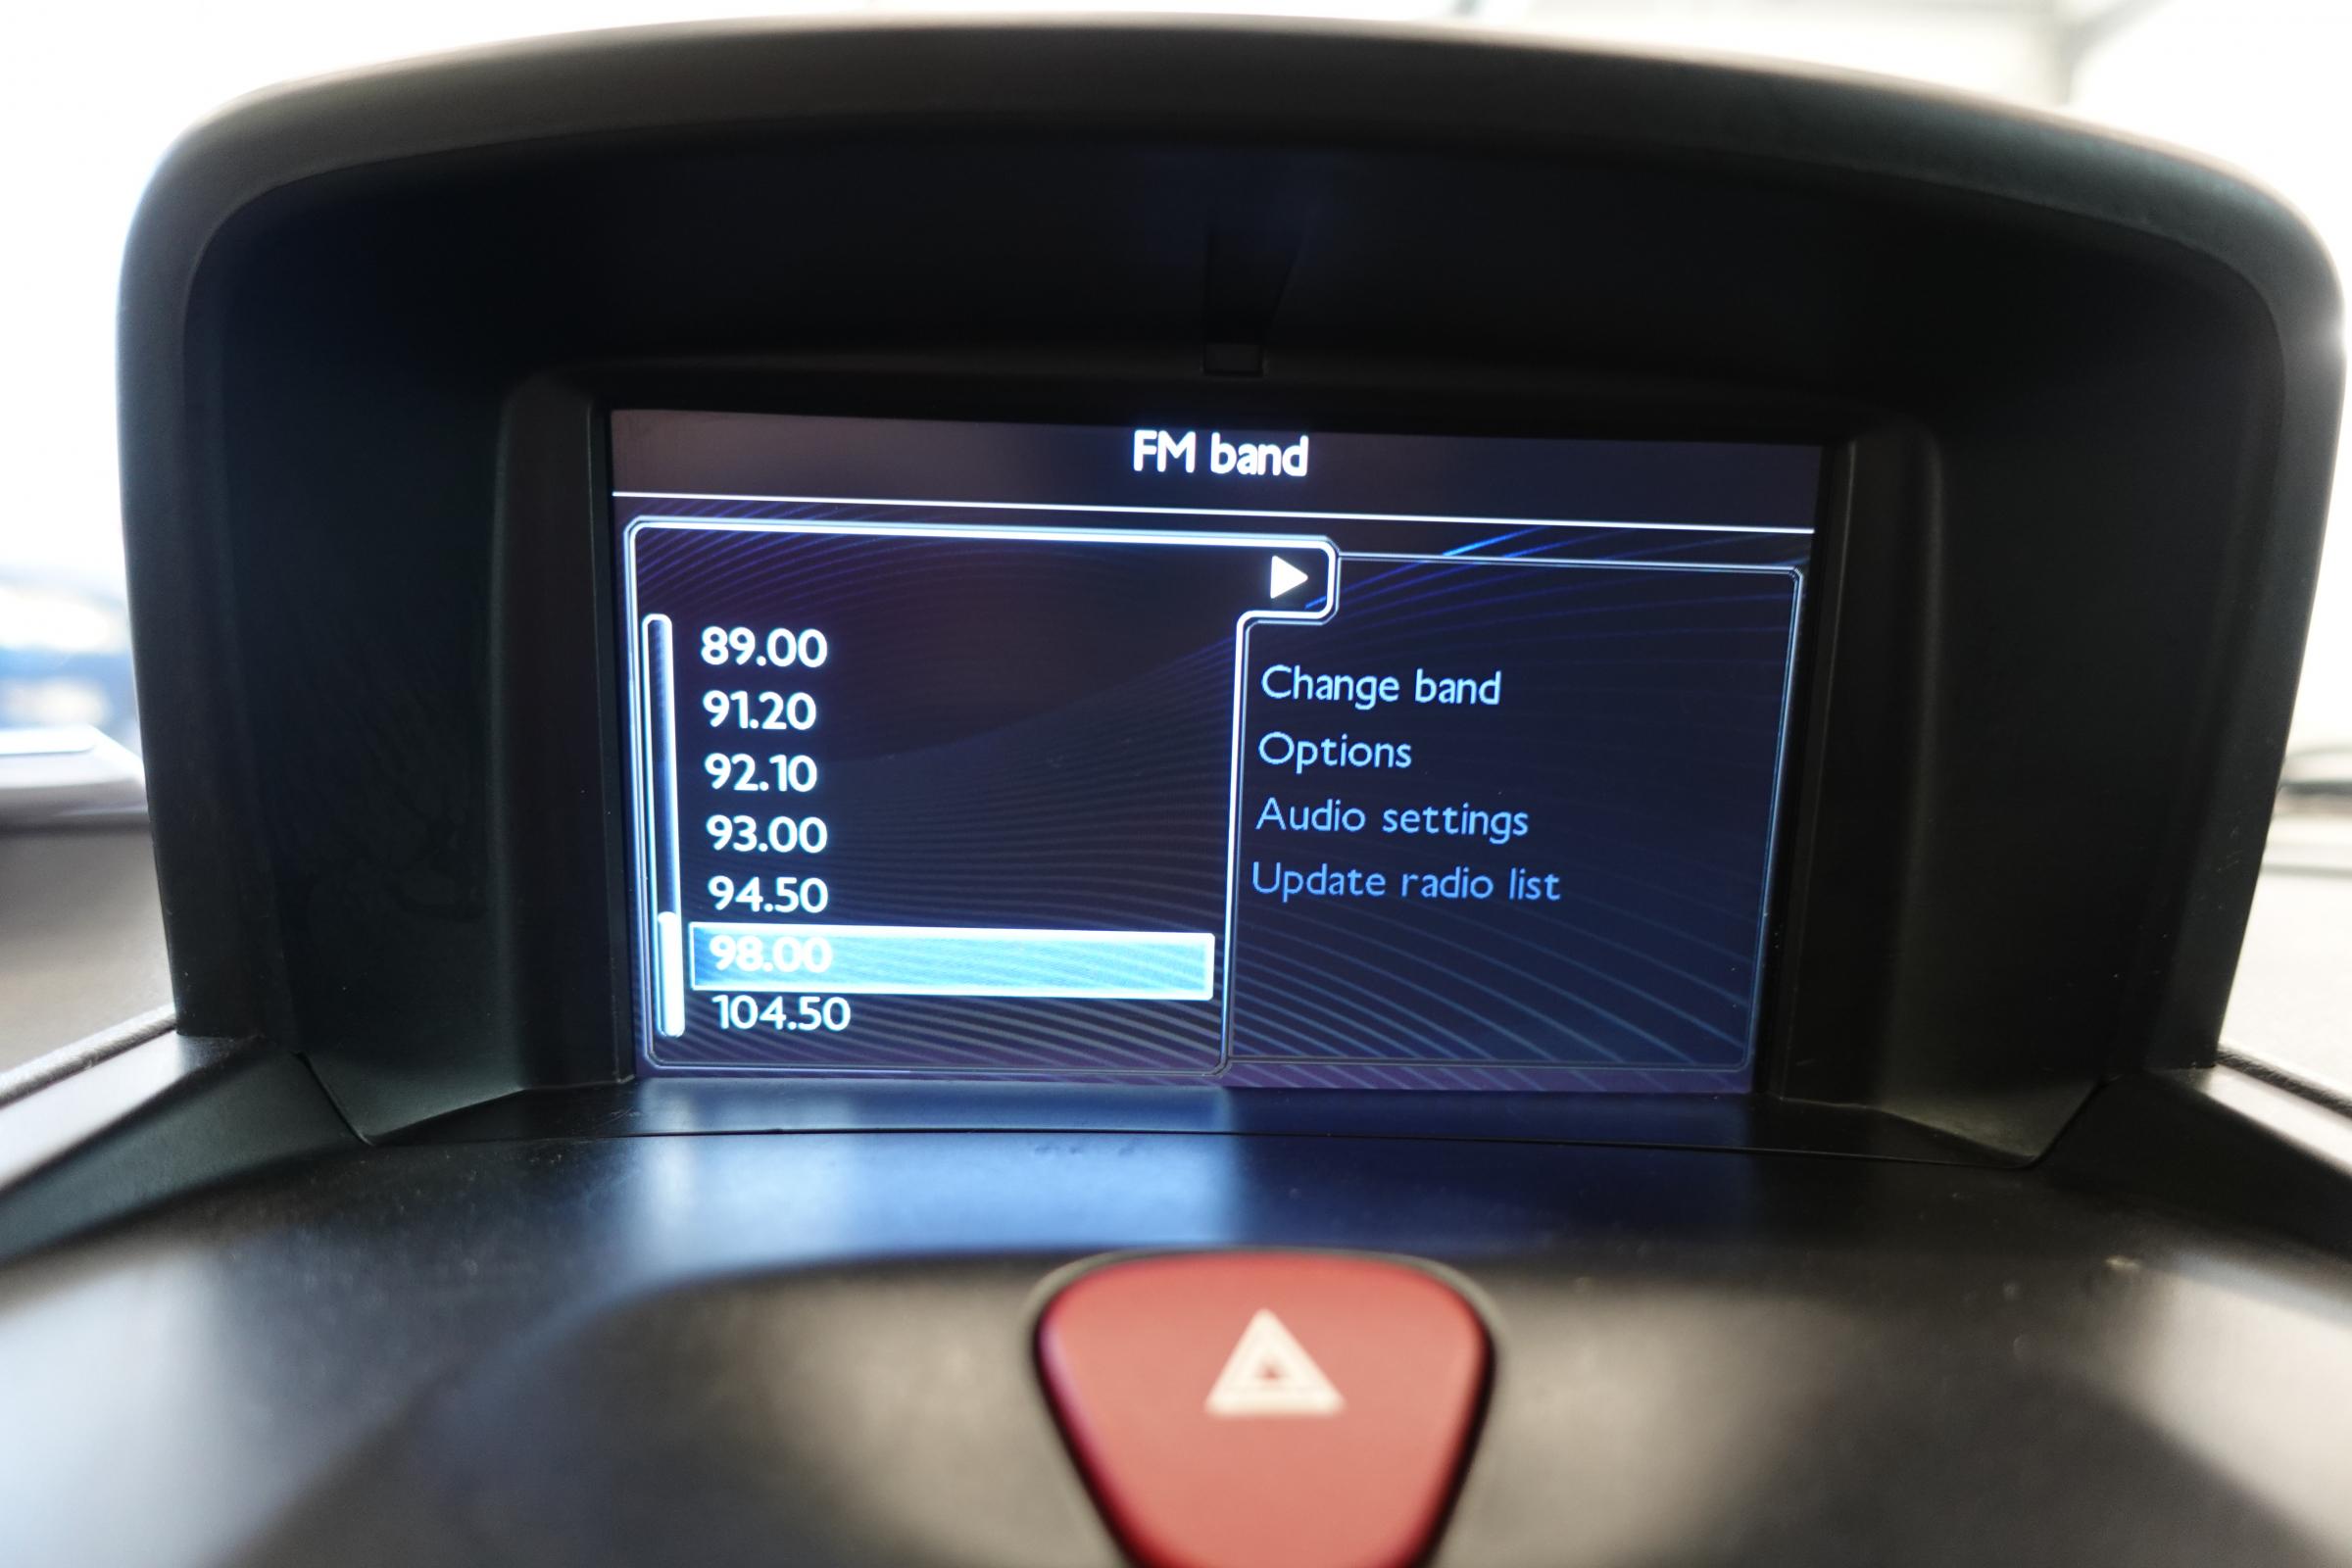 FM band
89.00
91.20
92.10
93.00
94.50
98.00
104.50
Change band
Options
Audio settings
Update radio list